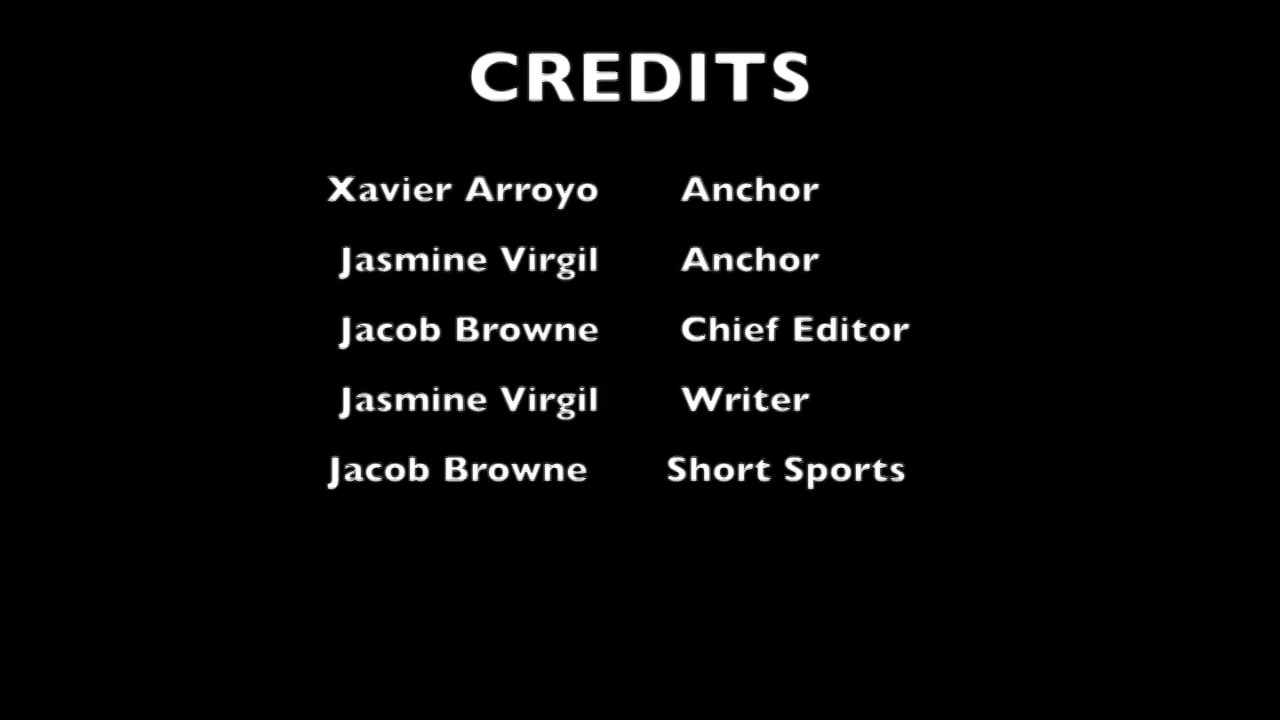 CREDITS
Xavier Arroyo Anchor
Jasmine Virgil Anchor
Jacob Browne Chief Editor
Jasmine Virgil Writer
Jacob Browne Short Sports